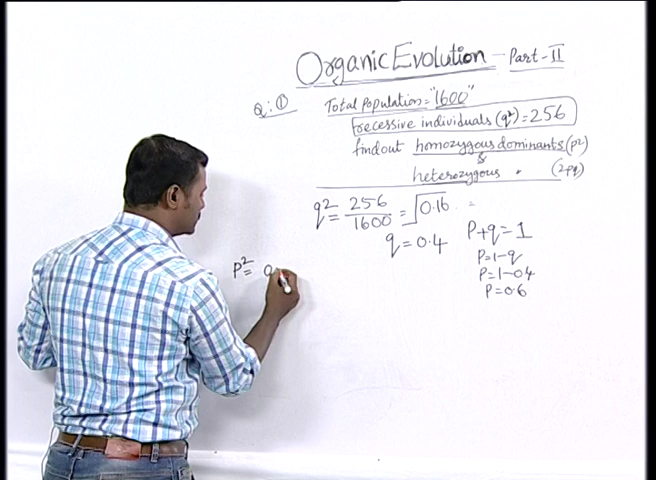 Organic Evolution - Part-II
Q:① Total Population = "1600"
recessive individuals (q²) = 256
findout homozygous dominants (p²)
&
heterozygous. (2pq)
q² = 256/1600 = √0.16
q = 0.4
P+q=1
P=1-q
P=1-0.4
P=0.6
P² = 0